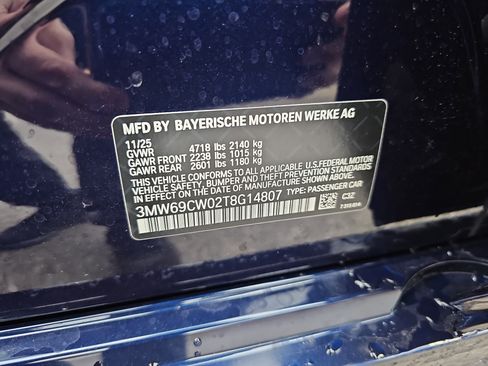 MFD BY BAYERISCHE MOTOREN WERKE AG
11/25
GVWR 4718 lbs 2140 kg
GAWR FRONT 2238 lbs 1015 kg
GAWR REAR 2601 lbs 1180 kg
THIS VEHICLE CONFORMS TO ALL APPLICABLE U.S.FEDERAL MOTOR
VEHICLE SAFETY, BUMPER AND THEFT PREVENTION STANDARDS IN
EFFECT ON THE DATE OF MANUFACTURE SHOWN ABOVE.
3MW69CW02T8G14807 TYPE: PASSENGER CAR
C3Z